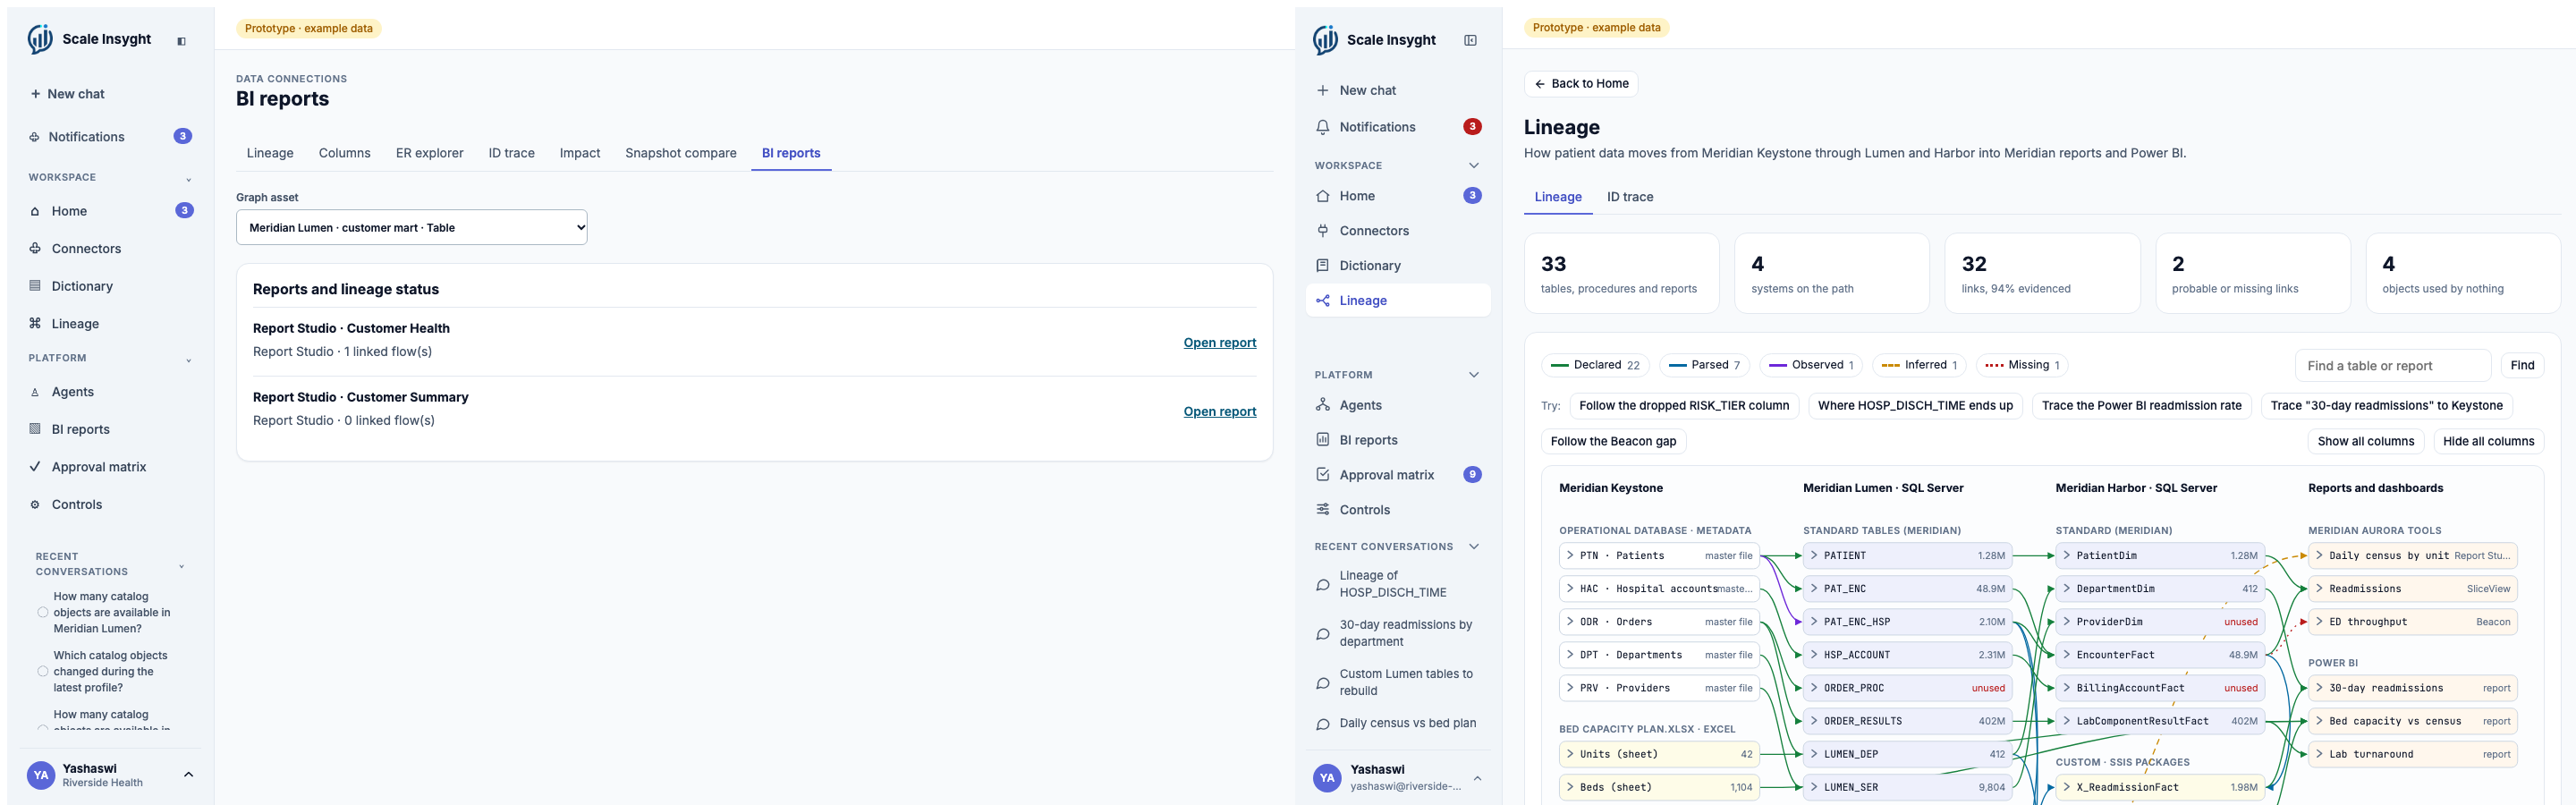 Scale Insyght
New chat
Notifications 3
WORKSPACE
Home 3
Connectors
Dictionary
Lineage
PLATFORM
Agents
BI reports
Approval matrix
Controls
RECENT
CONVERSATIONS
How many catalog
objects are available in
Meridian Lumen?
Which catalog objects
changed during the
latest profile?
How many catalog
objects are available in
YA Yashaswi
Riverside Health
Prototype · example data
DATA CONNECTIONS
BI reports
Lineage Columns ER explorer ID trace Impact Snapshot compare BI reports
Graph asset
Meridian Lumen · customer mart · Table
Reports and lineage status
Report Studio · Customer Health
Report Studio · 1 linked flow(s)
Open report
Report Studio · Customer Summary
Report Studio · 0 linked flow(s)
Open report
Scale Insyght
New chat
Notifications 3
WORKSPACE
Home 3
Connectors
Dictionary
Lineage
PLATFORM
Agents
BI reports
Approval matrix 9
Controls
RECENT CONVERSATIONS
Lineage of
HOSP_DISCH_TIME
30-day readmissions by
department
Custom Lumen tables to
rebuild
Daily census vs bed plan
YA Yashaswi
yashaswi@riverside-...
Prototype · example data
← Back to Home
Lineage
How patient data moves from Meridian Keystone through Lumen and Harbor into Meridian reports and Power BI.
Lineage ID trace
33
tables, procedures and reports
4
systems on the path
32
links, 94% evidenced
2
probable or missing links
4
objects used by nothing
Declared 22 Parsed 7 Observed 1 Inferred 1 Missing 1
Find a table or report Find
Try: Follow the dropped RISK_TIER column Where HOSP_DISCH_TIME ends up Trace the Power BI readmission rate Trace "30-day readmissions" to Keystone
Follow the Beacon gap Show all columns Hide all columns
Meridian Keystone
OPERATIONAL DATABASE · METADATA
PTN · Patients master file
HAC · Hospital accounts maste...
ODR · Orders master file
DPT · Departments master file
PRV · Providers master file
BED CAPACITY PLAN.XLSX · EXCEL
Units (sheet) 42
Beds (sheet) 1,104
Meridian Lumen · SQL Server
STANDARD TABLES (MERIDIAN)
PATIENT 1.28M
PAT_ENC 48.9M
PAT_ENC_HSP 2.10M
HSP_ACCOUNT 2.31M
ORDER_PROC unused
ORDER_RESULTS 402M
LUMEN_DEP 412
LUMEN_SER 9,804
Meridian Harbor · SQL Server
STANDARD (MERIDIAN)
PatientDim 1.28M
DepartmentDim 412
ProviderDim unused
EncounterFact 48.9M
BillingAccountFact unused
LabComponentResultFact 402M
CUSTOM · SSIS PACKAGES
X_ReadmissionFact 1.98M
Reports and dashboards
MERIDIAN AURORA TOOLS
Daily census by unit Report Stu...
Readmissions SliceView
ED throughput Beacon
POWER BI
30-day readmissions report
Bed capacity vs census report
Lab turnaround report